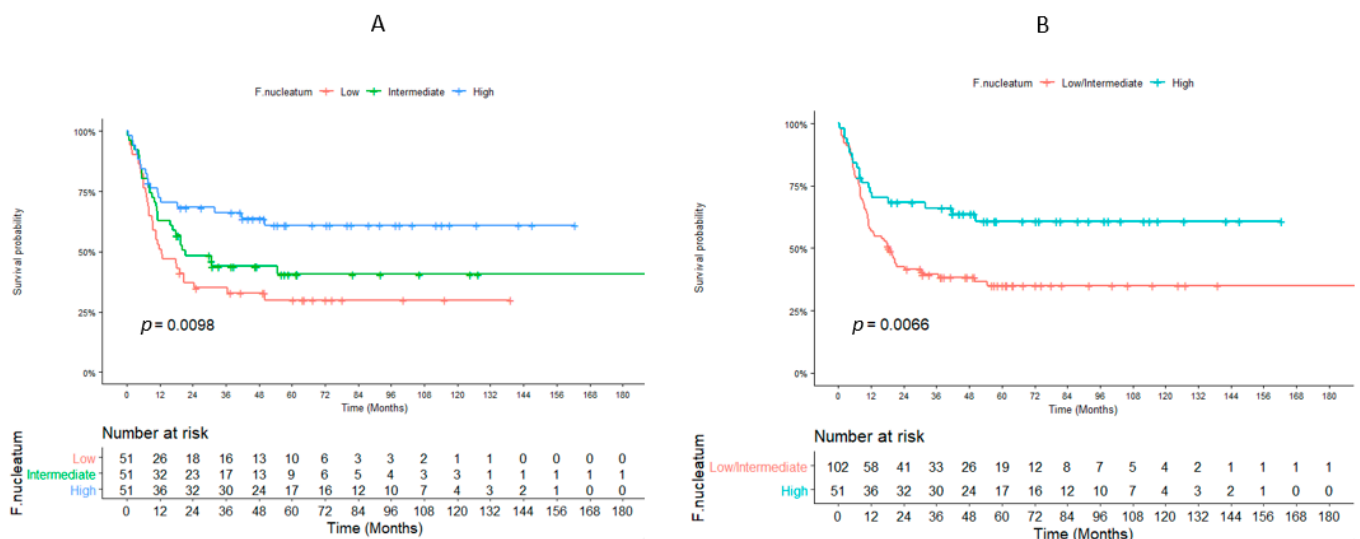 A
F.nucleatum Low Intermediate High
100%
75%
50%
25%
0%
Survival probability
p = 0.0098
0 12 24 36 48 60 72 84 96 108 120 132 144 156 168 180
Time (Months)
Number at risk
F.nucleatum
Low 51 26 18 16 13 10 6 3 3 2 1 1 0 0 0 0
Intermediate 51 32 23 17 13 9 6 5 4 3 3 1 1 1 1 1
High 51 36 32 30 24 17 16 12 10 7 4 3 2 1 0 0
0 12 24 36 48 60 72 84 96 108 120 132 144 156 168 180
Time (Months)
B
F.nucleatum Low/Intermediate High
100%
75%
50%
25%
0%
Survival probability
p = 0.0066
0 12 24 36 48 60 72 84 96 108 120 132 144 156 168 180
Time (Months)
Number at risk
F.nucleatum
Low/Intermediate 102 58 41 33 26 19 12 8 7 5 4 2 1 1 1 1
High 51 36 32 30 24 17 16 12 10 7 4 3 2 1 0 0
0 12 24 36 48 60 72 84 96 108 120 132 144 156 168 180
Time (Months)